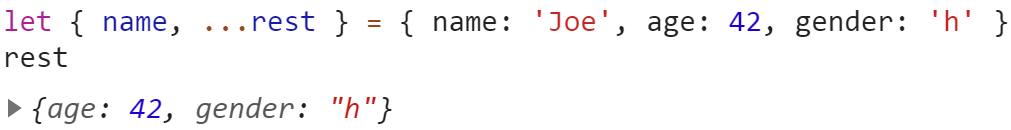 let { name, ...rest } = { name: 'Joe', age: 42, gender: 'h' }
rest
▶ {age: 42, gender: "h"}